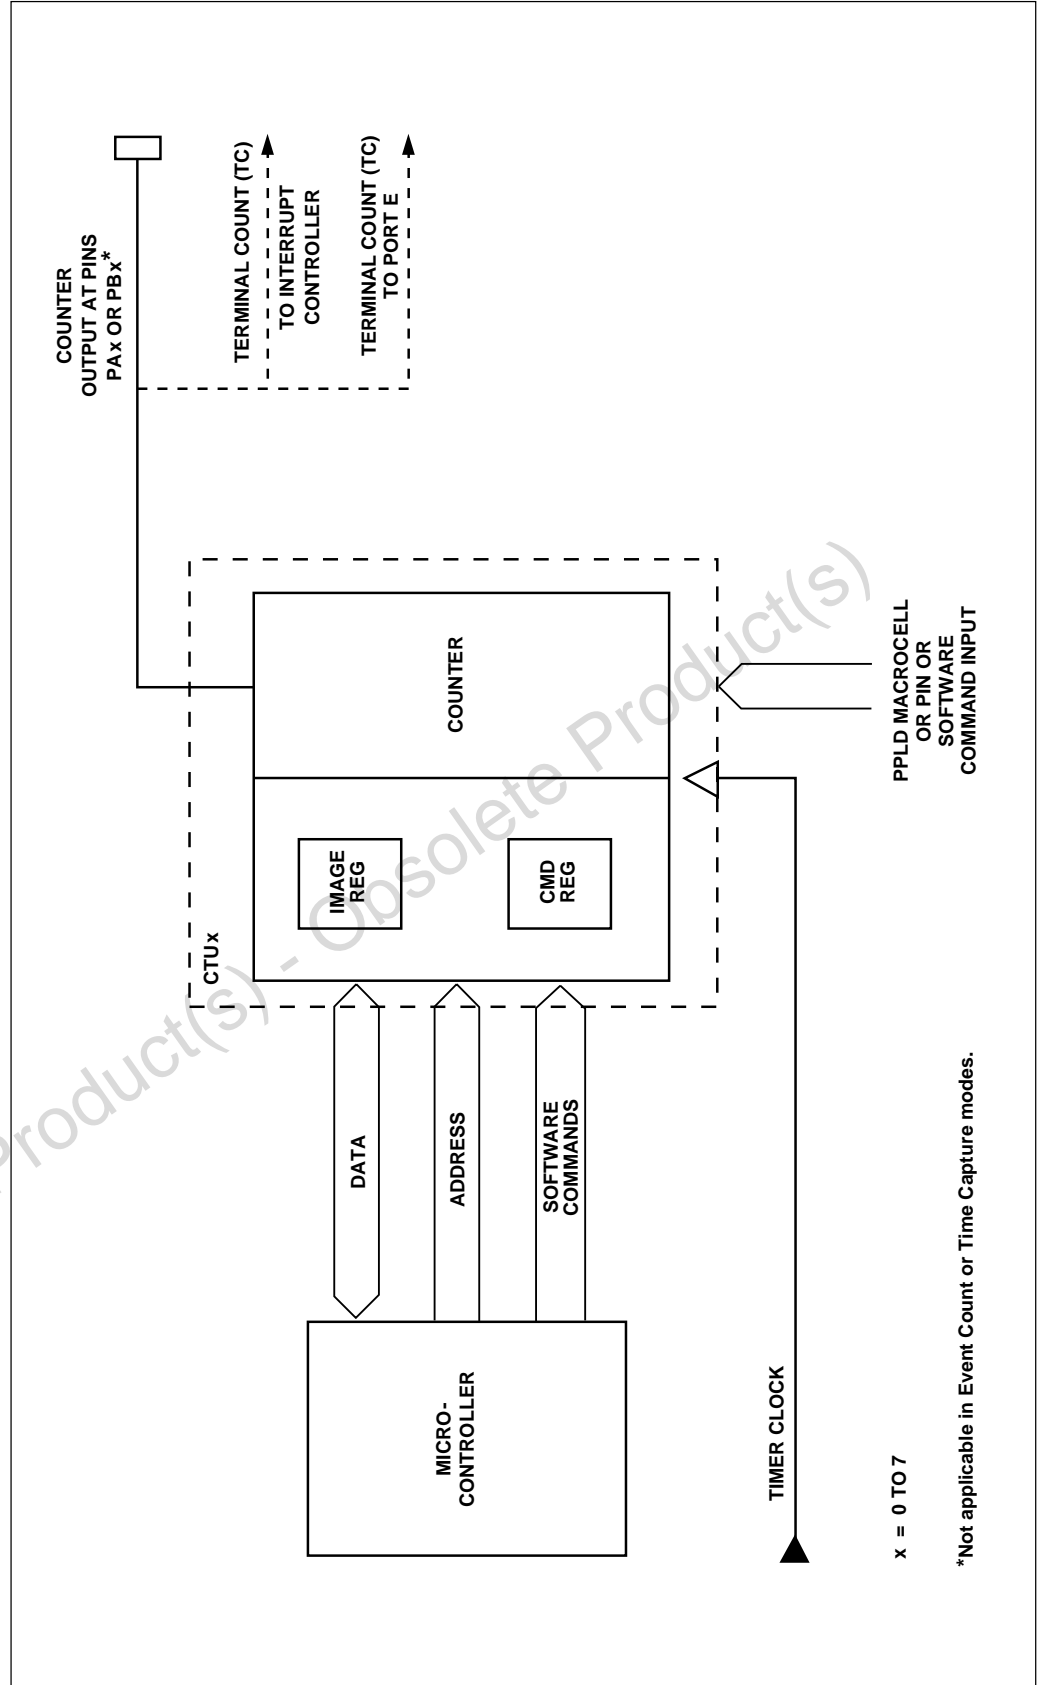 COUNTER
OUTPUT AT PINS
PAx OR PBx*
TERMINAL COUNT (TC)
TO INTERRUPT
CONTROLLER
TERMINAL COUNT (TC)
TO PORT E
CTUx
IMAGE
REG
CMD
REG
COUNTER
PPLD MACROCELL
OR PIN OR
SOFTWARE
COMMAND INPUT
DATA
ADDRESS
SOFTWARE
COMMANDS
MICRO-
CONTROLLER
TIMER CLOCK
x = 0 TO 7
*Not applicable in Event Count or Time Capture modes.
Product(s) - Obsolete Product(s)